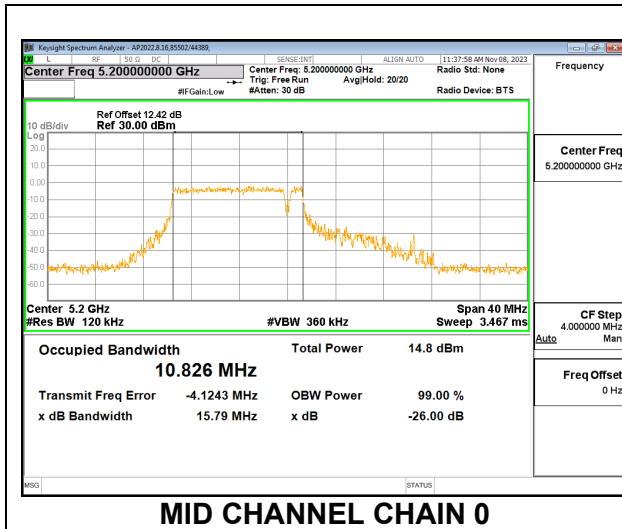 Keysight Spectrum Analyzer - AP2022.8.16,85502/44389,
L RF 50 Ω DC SENSE:INT ALIGN AUTO 11:37:58 AM Nov 08, 2023
Center Freq 5.200000000 GHz Center Freq: 5.200000000 GHz Radio Std: None Frequency
Trig: Free Run Avg|Hold: 20/20
#IFGain:Low #Atten: 30 dB Radio Device: BTS
Ref Offset 12.42 dB
10 dB/div Ref 30.00 dBm
Log
20.0
10.0
0.00
-10.0
-20.0
-30.0
-40.0
-50.0
-60.0
Center Freq
5.200000000 GHz
Center 5.2 GHz Span 40 MHz
#Res BW 120 kHz #VBW 360 kHz Sweep 3.467 ms
CF Step
4.000000 MHz
Auto Man
Occupied Bandwidth Total Power 14.8 dBm
10.826 MHz
Transmit Freq Error -4.1243 MHz OBW Power 99.00 %
x dB Bandwidth 15.79 MHz x dB -26.00 dB
Freq Offset
0 Hz
MSG STATUS
MID CHANNEL CHAIN 0